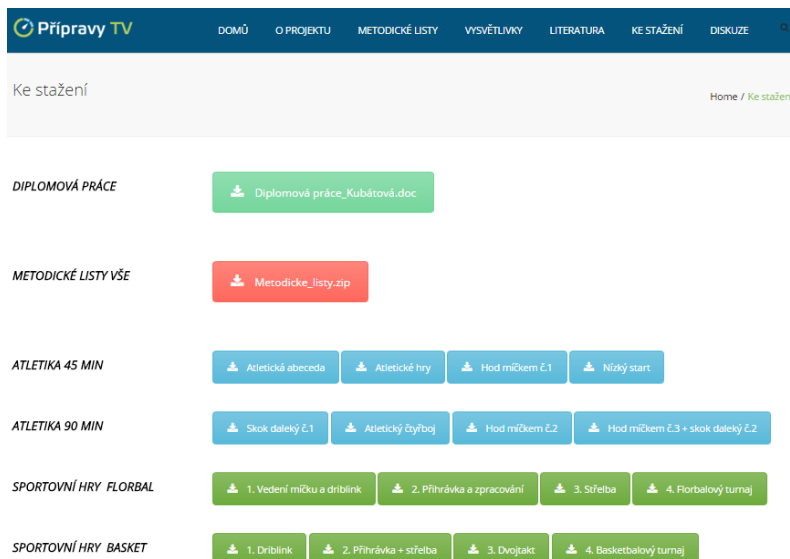 Přípravy TV
DOMŮ O PROJEKTU METODICKÉ LISTY VYSVĚTLIVKY LITERATURA KE STAŽENÍ DISKUZE
Ke stažení
Home / Ke stažen
DIPLOMOVÁ PRÁCE
Diplomová práce_Kubátová.doc
METODICKÉ LISTY VŠE
Metodicke_listy.zip
ATLETIKA 45 MIN
Atletická abeceda Atletické hry Hod míčkem č.1 Nízký start
ATLETIKA 90 MIN
Skok daleký č.1 Atletický čtyřboj Hod míčkem č.2 Hod míčkem č.3 + skok daleký č.2
SPORTOVNÍ HRY FLORBAL
1. Vedení míčku a driblink 2. Přihrávka a zpracování 3. Střelba 4. Florbalový turnaj
SPORTOVNÍ HRY BASKET
1. Driblink 2. Přihrávka + střelba 3. Dvojtakt 4. Basketbalový turnaj